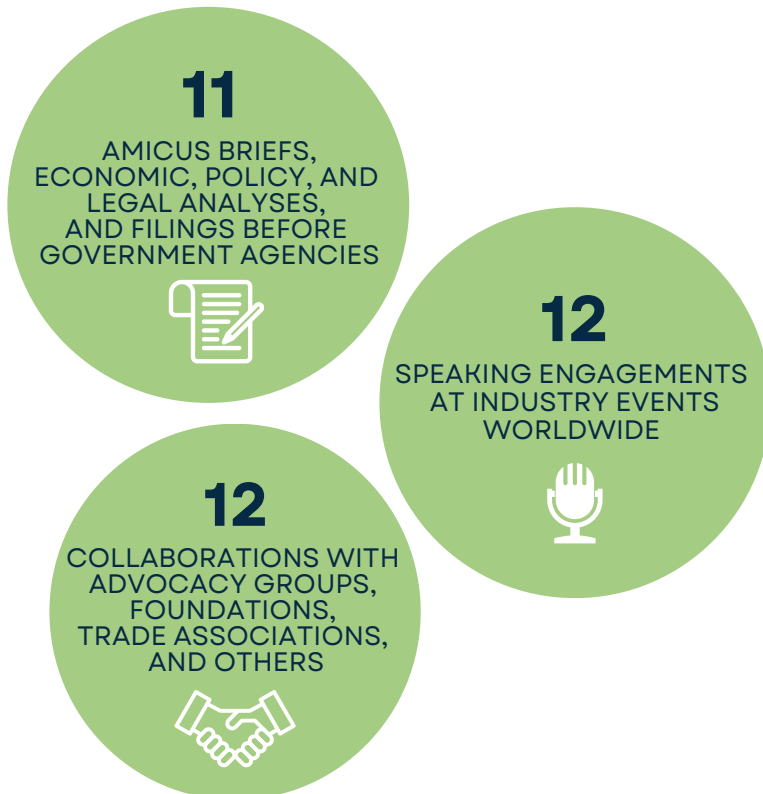 11
AMICUS BRIEFS,
ECONOMIC, POLICY, AND
LEGAL ANALYSES,
AND FILINGS BEFORE
GOVERNMENT AGENCIES
12
SPEAKING ENGAGEMENTS
AT INDUSTRY EVENTS
WORLDWIDE
12
COLLABORATIONS WITH
ADVOCACY GROUPS,
FOUNDATIONS,
TRADE ASSOCIATIONS,
AND OTHERS